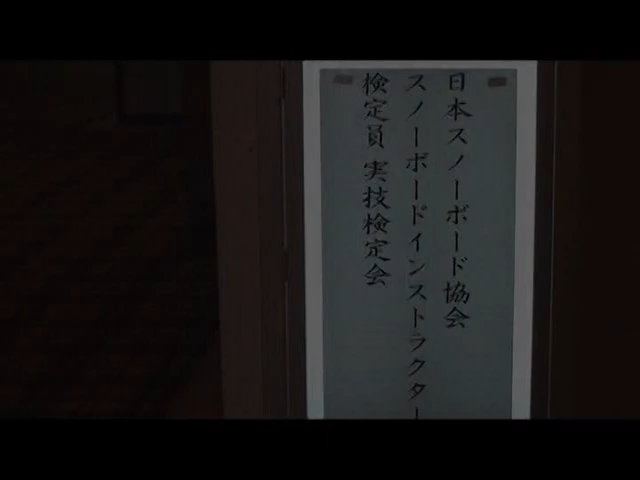 日本スノーボード協会
スノーボードインストラクター
検定員 実技検定会